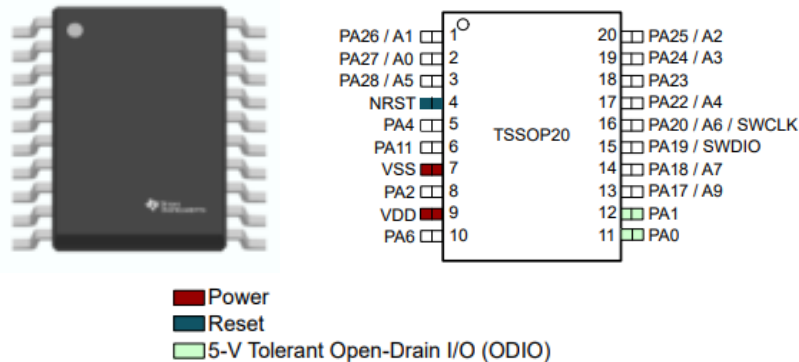 PA26 / A1 1 20 PA25 / A2
PA27 / A0 2 19 PA24 / A3
PA28 / A5 3 18 PA23
NRST 4 17 PA22 / A4
PA4 5 TSSOP20 16 PA20 / A6 / SWCLK
PA11 6 15 PA19 / SWDIO
VSS 7 14 PA18 / A7
PA2 8 13 PA17 / A9
VDD 9 12 PA1
PA6 10 11 PA0
Power
Reset
5-V Tolerant Open-Drain I/O (ODIO)